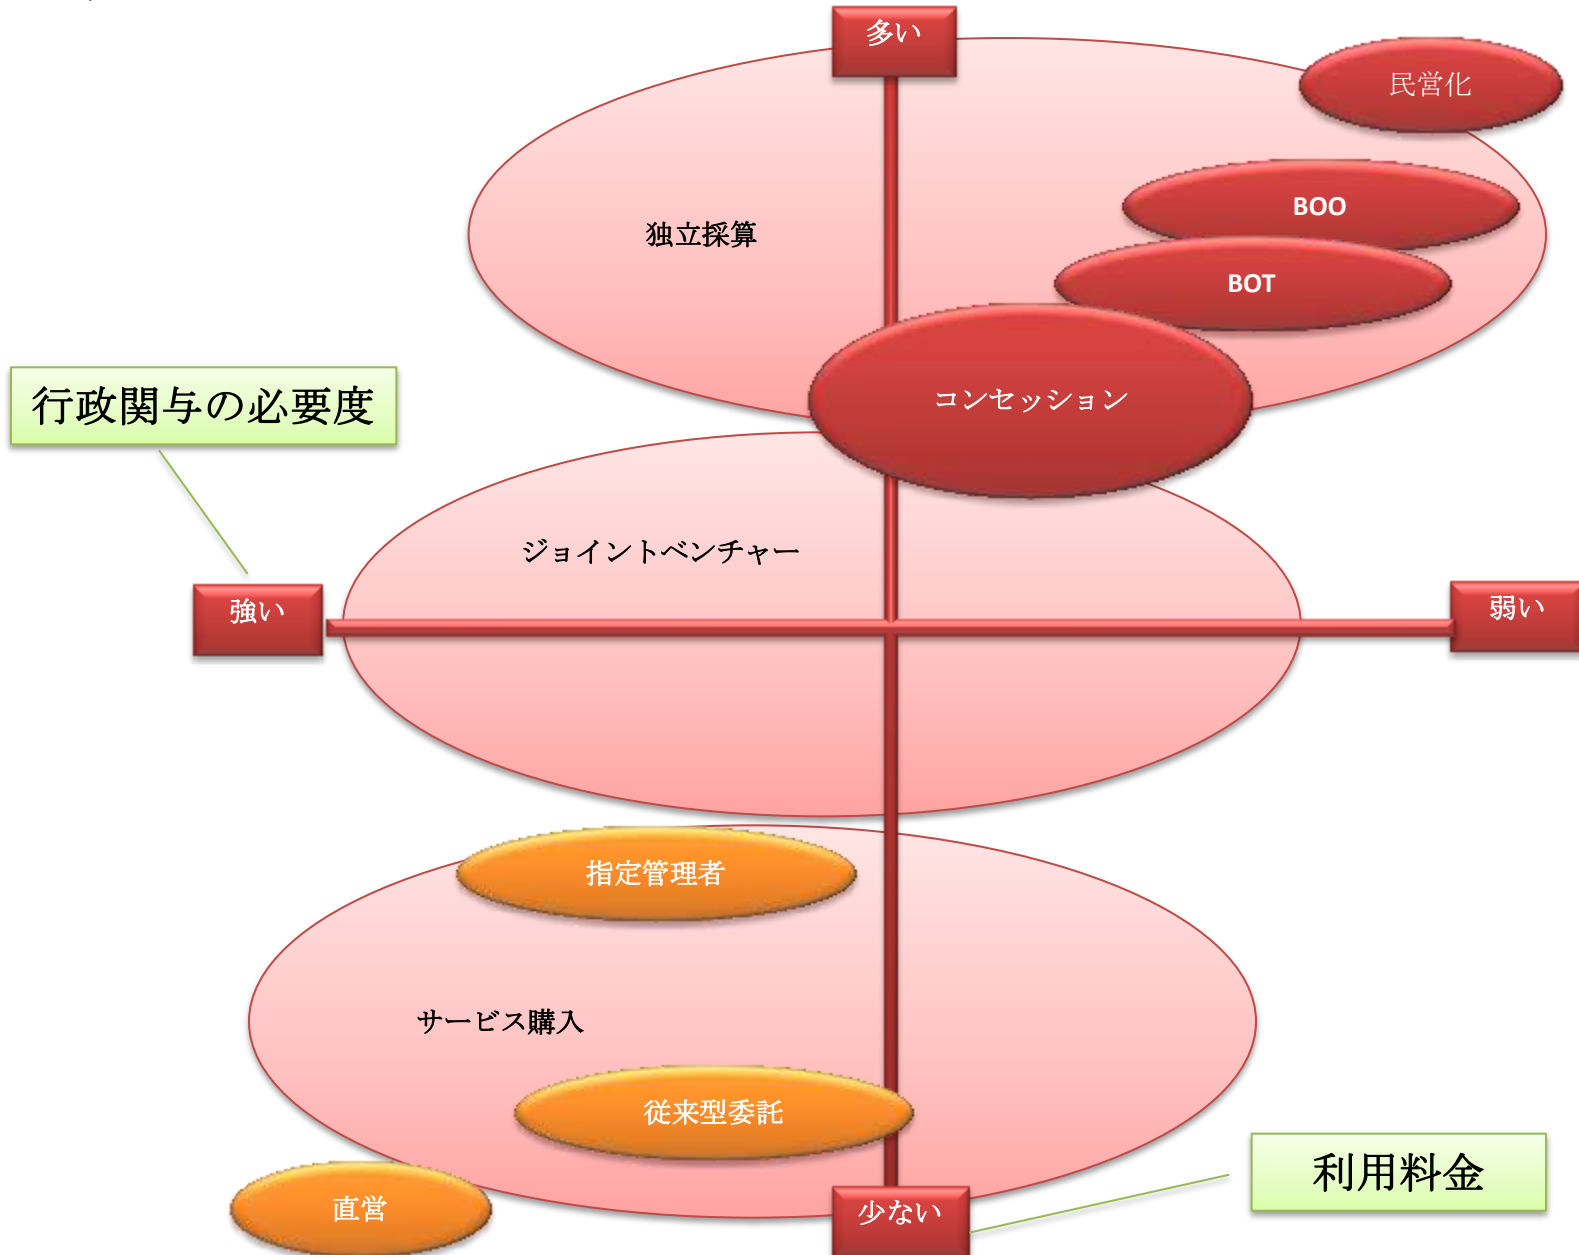 多い
民営化
BOO
独立採算
BOT
コンセッション
行政関与の必要度
ジョイントベンチャー
強い
弱い
指定管理者
サービス購入
従来型委託
利用料金
直営
少ない